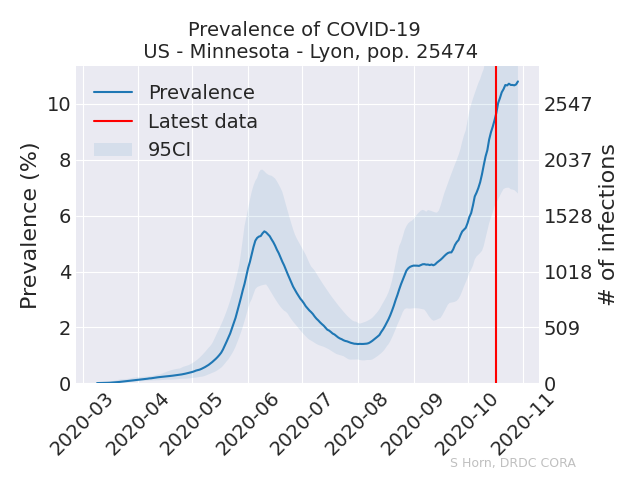 Prevalence of COVID-19
US - Minnesota - Lyon, pop. 25474
Prevalence
Latest data
95CI
Prevalence (%)
10
8
6
4
2
0
2547
2037
1528
1018
509
0
# of infections
2020-03
2020-04
2020-05
2020-06
2020-07
2020-08
2020-09
2020-10
2020-11
S Horn, DRDC CORA